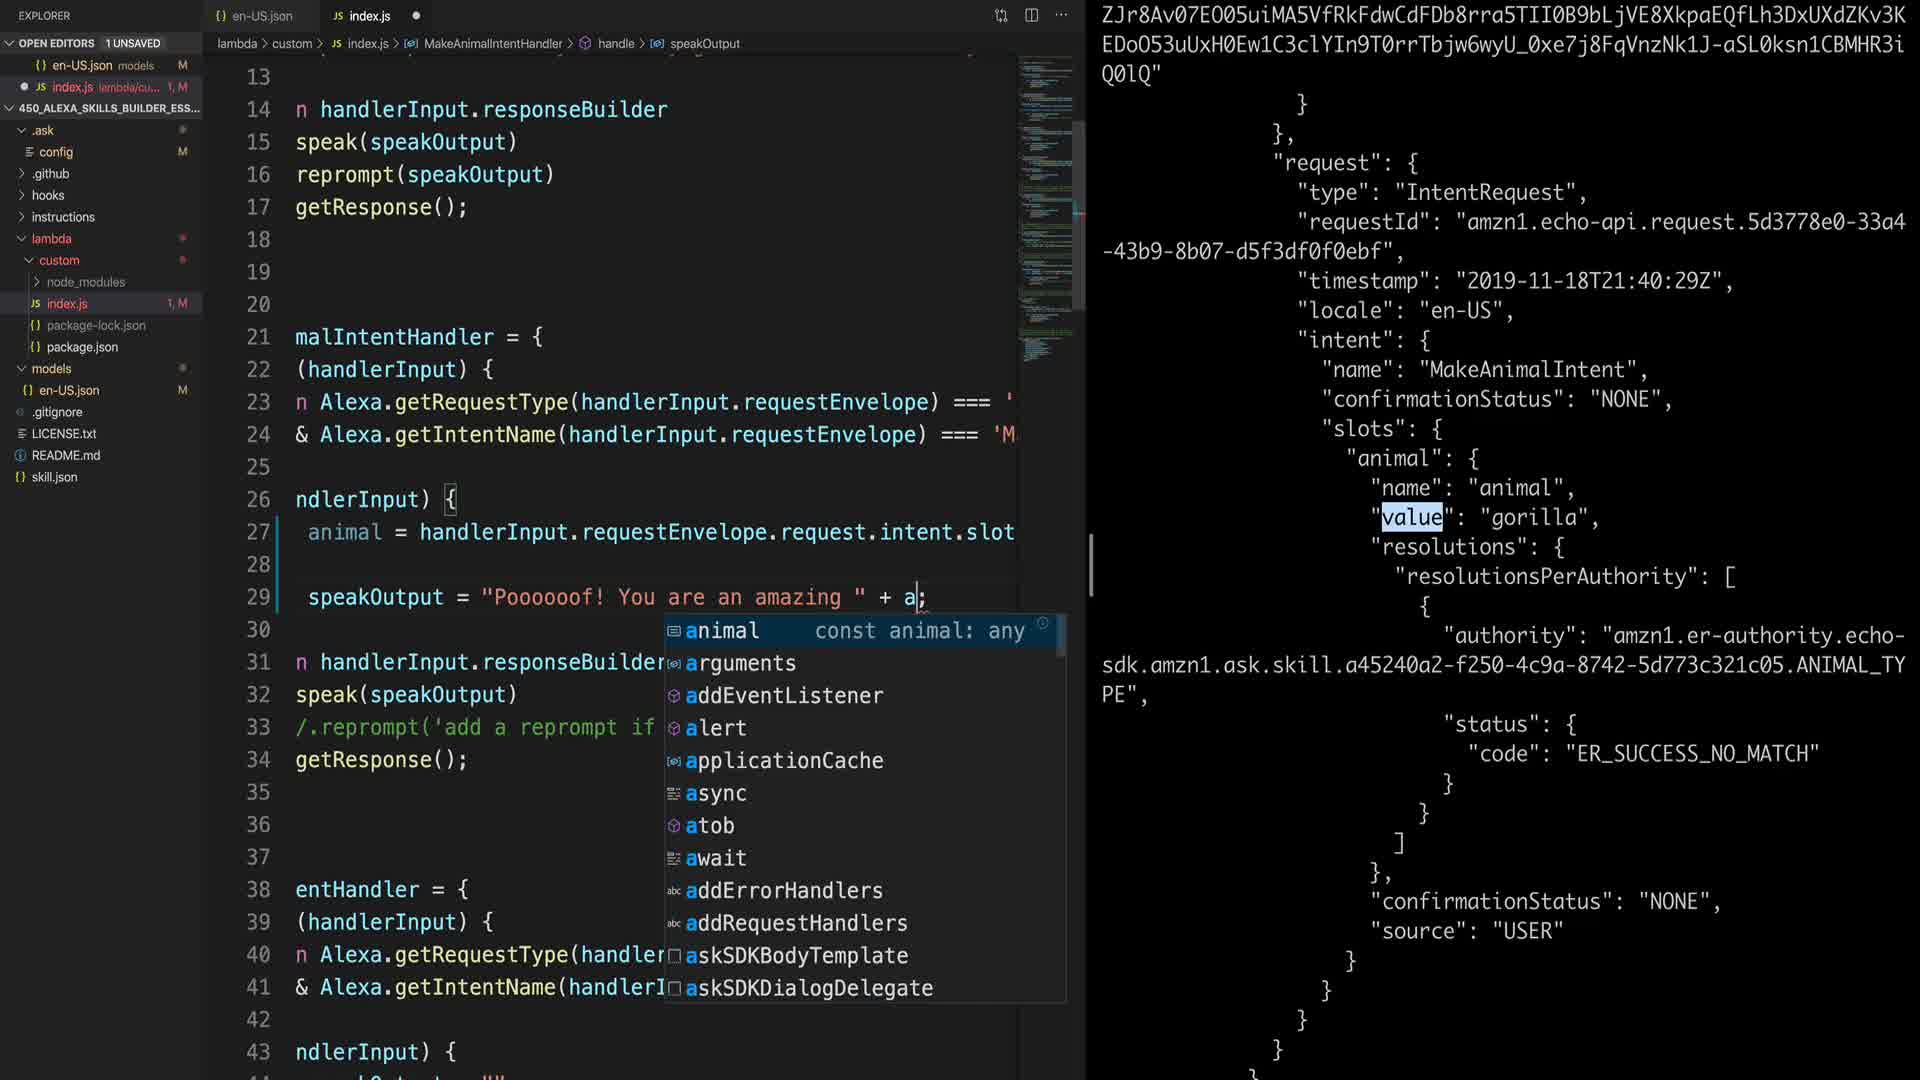 EXPLORER
OPEN EDITORS 1 UNSAVED
{} en-US.json models M
JS index.js lambda/cu... 1, M
450_ALEXA_SKILLS_BUILDER_ESS...
.ask
config M
.github
hooks
instructions
lambda
custom
node_modules
JS index.js 1, M
{} package-lock.json
{} package.json
models
{} en-US.json M
.gitignore
LICENSE.txt
README.md
{} skill.json
{} en-US.json
JS index.js
lambda > custom > JS index.js > MakeAnimalIntentHandler > handle > speakOutput
13
14 n handlerInput.responseBuilder
15 speak(speakOutput)
16 reprompt(speakOutput)
17 getResponse();
18
19
20
21 malIntentHandler = {
22 (handlerInput) {
23 n Alexa.getRequestType(handlerInput.requestEnvelope) === '
24 & Alexa.getIntentName(handlerInput.requestEnvelope) === 'M
25
26 ndlerInput) {
27 animal = handlerInput.requestEnvelope.request.intent.slot
28
29 speakOutput = "Poooooof! You are an amazing " + a;
30
31 n handlerInput.responseBuilder
32 speak(speakOutput)
33 /.reprompt('add a reprompt if
34 getResponse();
35
36
37
38 entHandler = {
39 (handlerInput) {
40 n Alexa.getRequestType(handler
41 & Alexa.getIntentName(handlerI
42
43 ndlerInput) {
animal const animal: any
arguments
addEventListener
alert
applicationCache
async
atob
await
abc addErrorHandlers
abc addRequestHandlers
askSDKBodyTemplate
askSDKDialogDelegate
ZJr8Av07EO05uiMA5VfRkFdwCdFDb8rra5TII0B9bLjVE8XkpaEQfLh3DxUXdZKv3K
EDoO53uUxH0Ew1C3clYIn9T0rrTbjw6wyU_0xe7j8FqVnzNk1J-aSL0ksn1CBMHR3i
Q0lQ"
}
},
"request": {
"type": "IntentRequest",
"requestId": "amzn1.echo-api.request.5d3778e0-33a4
-43b9-8b07-d5f3df0f0ebf",
"timestamp": "2019-11-18T21:40:29Z",
"locale": "en-US",
"intent": {
"name": "MakeAnimalIntent",
"confirmationStatus": "NONE",
"slots": {
"animal": {
"name": "animal",
"value": "gorilla",
"resolutions": {
"resolutionsPerAuthority": [
{
"authority": "amzn1.er-authority.echo-
sdk.amzn1.ask.skill.a45240a2-f250-4c9a-8742-5d773c321c05.ANIMAL_TY
PE",
"status": {
"code": "ER_SUCCESS_NO_MATCH"
}
}
]
},
"confirmationStatus": "NONE",
"source": "USER"
}
}
}
}